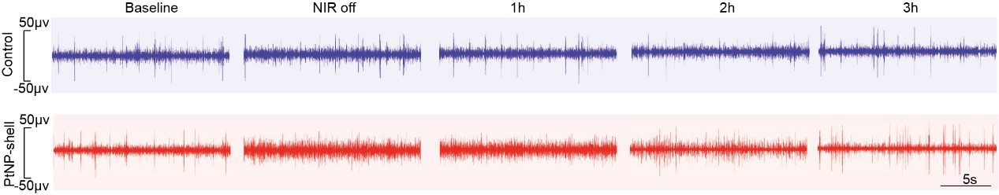 Baseline NIR off 1h 2h 3h
50μv
Control
-50μv
50μv
PtNP-shell
-50μv
5s